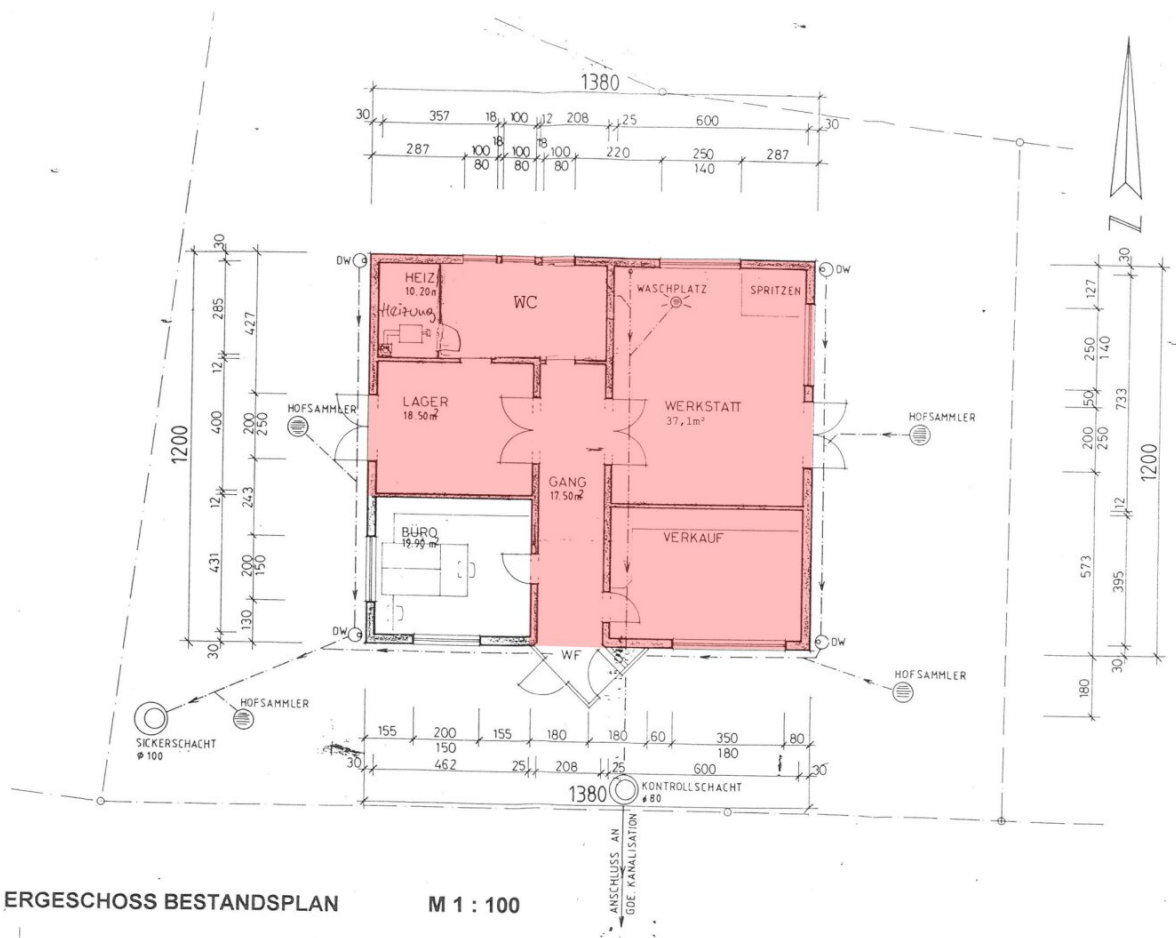 1380
30 357 18 100 12 208 25 600 30
18 18
287 100 100 100 220 250 287
80 80 80 140
DW
DW
30
285
12
400
12
431
30
427
200
250
243
200
150
130
1200
HEIZ
10.20m
Heizung
WC
WASCHPLATZ
SPRITZEN
LAGER
18.50m²
WERKSTATT
37,1m²
GANG
17.50m²
BÜRO
19.90 m²
VERKAUF
HOFSAMMLER
HOFSAMMLER
127
250
140
50
200
250
573
180
30
733
12
395
30
1200
Z
DW
DW
WF
HOFSAMMLER
HOFSAMMLER
SICKERSCHACHT
ø 100
155 200 155 180 180 60 350 80
150 180
30 462 25 208 25 600 30
1380
KONTROLLSCHACHT
ø 80
ANSCHLUSS AN
GDE. KANALISATION
ERGESCHOSS BESTANDSPLAN M 1 : 100